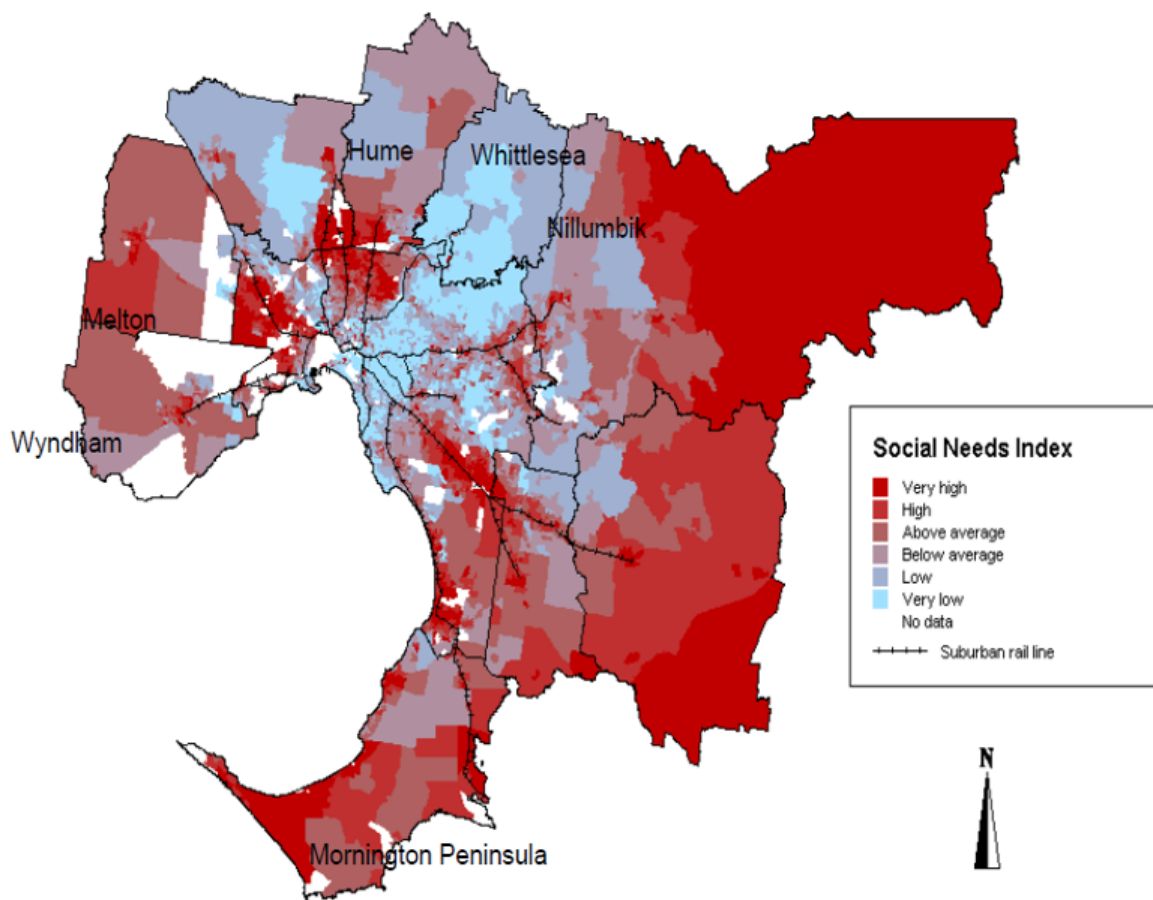 Hume
Whittlesea
Nillumbik
Melton
Wyndham
Mornington Peninsula
Social Needs Index
Very high
High
Above average
Below average
Low
Very low
No data
Suburban rail line
N